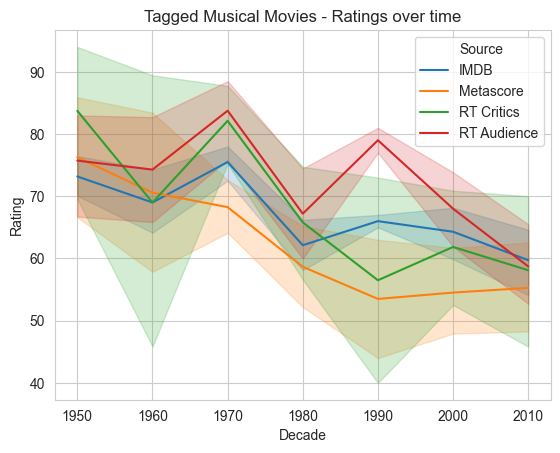 Tagged Musical Movies - Ratings over time
Source
IMDB
Metascore
RT Critics
RT Audience
Rating
90
80
70
60
50
40
1950
1960
1970
1980
1990
2000
2010
Decade